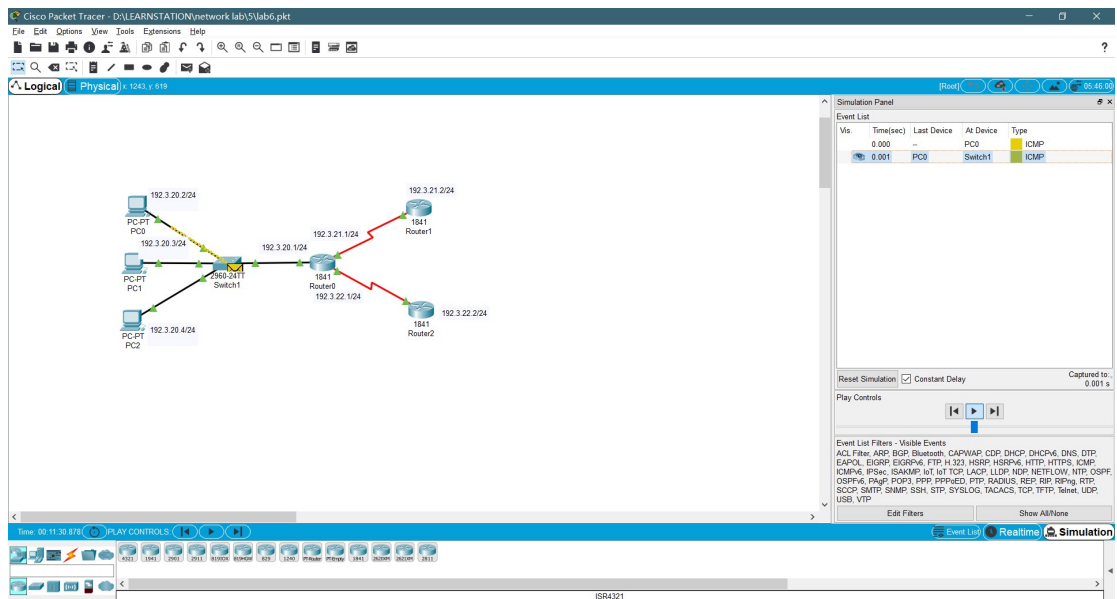 Cisco Packet Tracer - D:\LEARNSTATION\network lab\5\lab6.pkt
File Edit Options View Tools Extensions Help
?
Logical Physical x: 1243, y: 619
[Root] 05:46:00
192.3.20.2/24
PC-PT
PC0
192.3.20.3/24
PC-PT
PC1
192.3.20.4/24
PC-PT
PC2
2960-24TT
Switch1
192.3.20.1/24
192.3.21.1/24
1841
Router0
192.3.22.1/24
192.3.21.2/24
1841
Router1
192.3.22.2/24
1841
Router2
Simulation Panel
Event List
Vis. Time(sec) Last Device At Device Type
0.000 -- PC0 ICMP
0.001 PC0 Switch1 ICMP
Reset Simulation Constant Delay
Captured to:
0.001 s
Play Controls
Event List Filters - Visible Events
ACL Filter, ARP, BGP, Bluetooth, CAPWAP, CDP, DHCP, DHCPv6, DNS, DTP,
EAPOL, EIGRP, EIGRPv6, FTP, H.323, HSRP, HSRPv6, HTTP, HTTPS, ICMP,
ICMPv6, IPSec, ISAKMP, IoT, IoT TCP, LACP, LLDP, NDP, NETFLOW, NTP, OSPF,
OSPFv6, PAgP, POP3, PPP, PPPoED, PTP, RADIUS, REP, RIP, RIPng, RTP,
SCCP, SMTP, SNMP, SSH, STP, SYSLOG, TACACS, TCP, TFTP, Telnet, UDP,
USB, VTP
Edit Filters Show All/None
Time: 00:11:30.878 PLAY CONTROLS:
Event List Realtime Simulation
4321 1941 2901 2911 819IOX 819HGW 829 1240 PT-Router PT-Empty 1841 2620XM 2621XM 2811
ISR4321